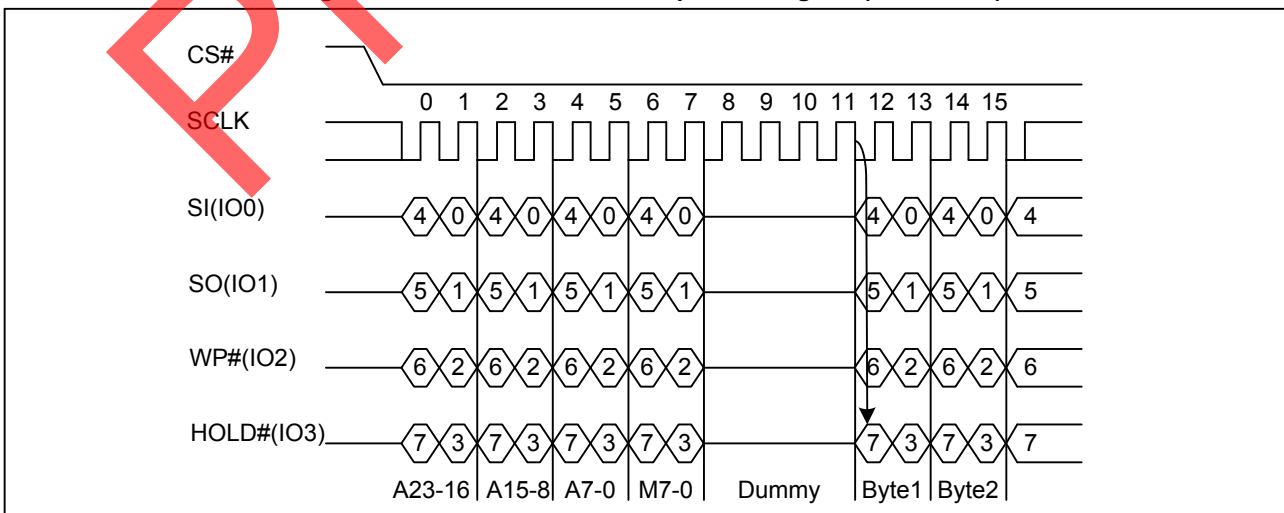 CS#
0 1 2 3 4 5 6 7 8 9 10 11 12 13 14 15
SCLK
SI(IO0) 4 0 4 0 4 0 4 0 4 0 4 0 4
SO(IO1) 5 1 5 1 5 1 5 1 5 1 5 1 5
WP#(IO2) 6 2 6 2 6 2 6 2 6 2 6 2 6
HOLD#(IO3) 7 3 7 3 7 3 7 3 7 3 7 3 7
A23-16 A15-8 A7-0 M7-0 Dummy Byte1 Byte2